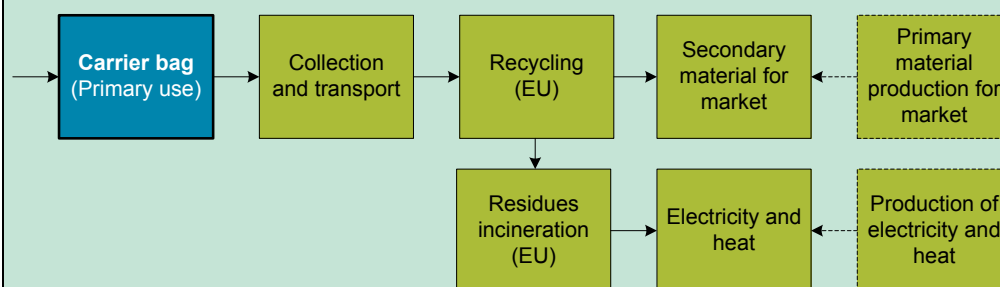 Carrier bag
(Primary use)
Collection
and transport
Recycling
(EU)
Secondary
material for
market
Primary
material
production for
market
Residues
incineration
(EU)
Electricity and
heat
Production of
electricity and
heat